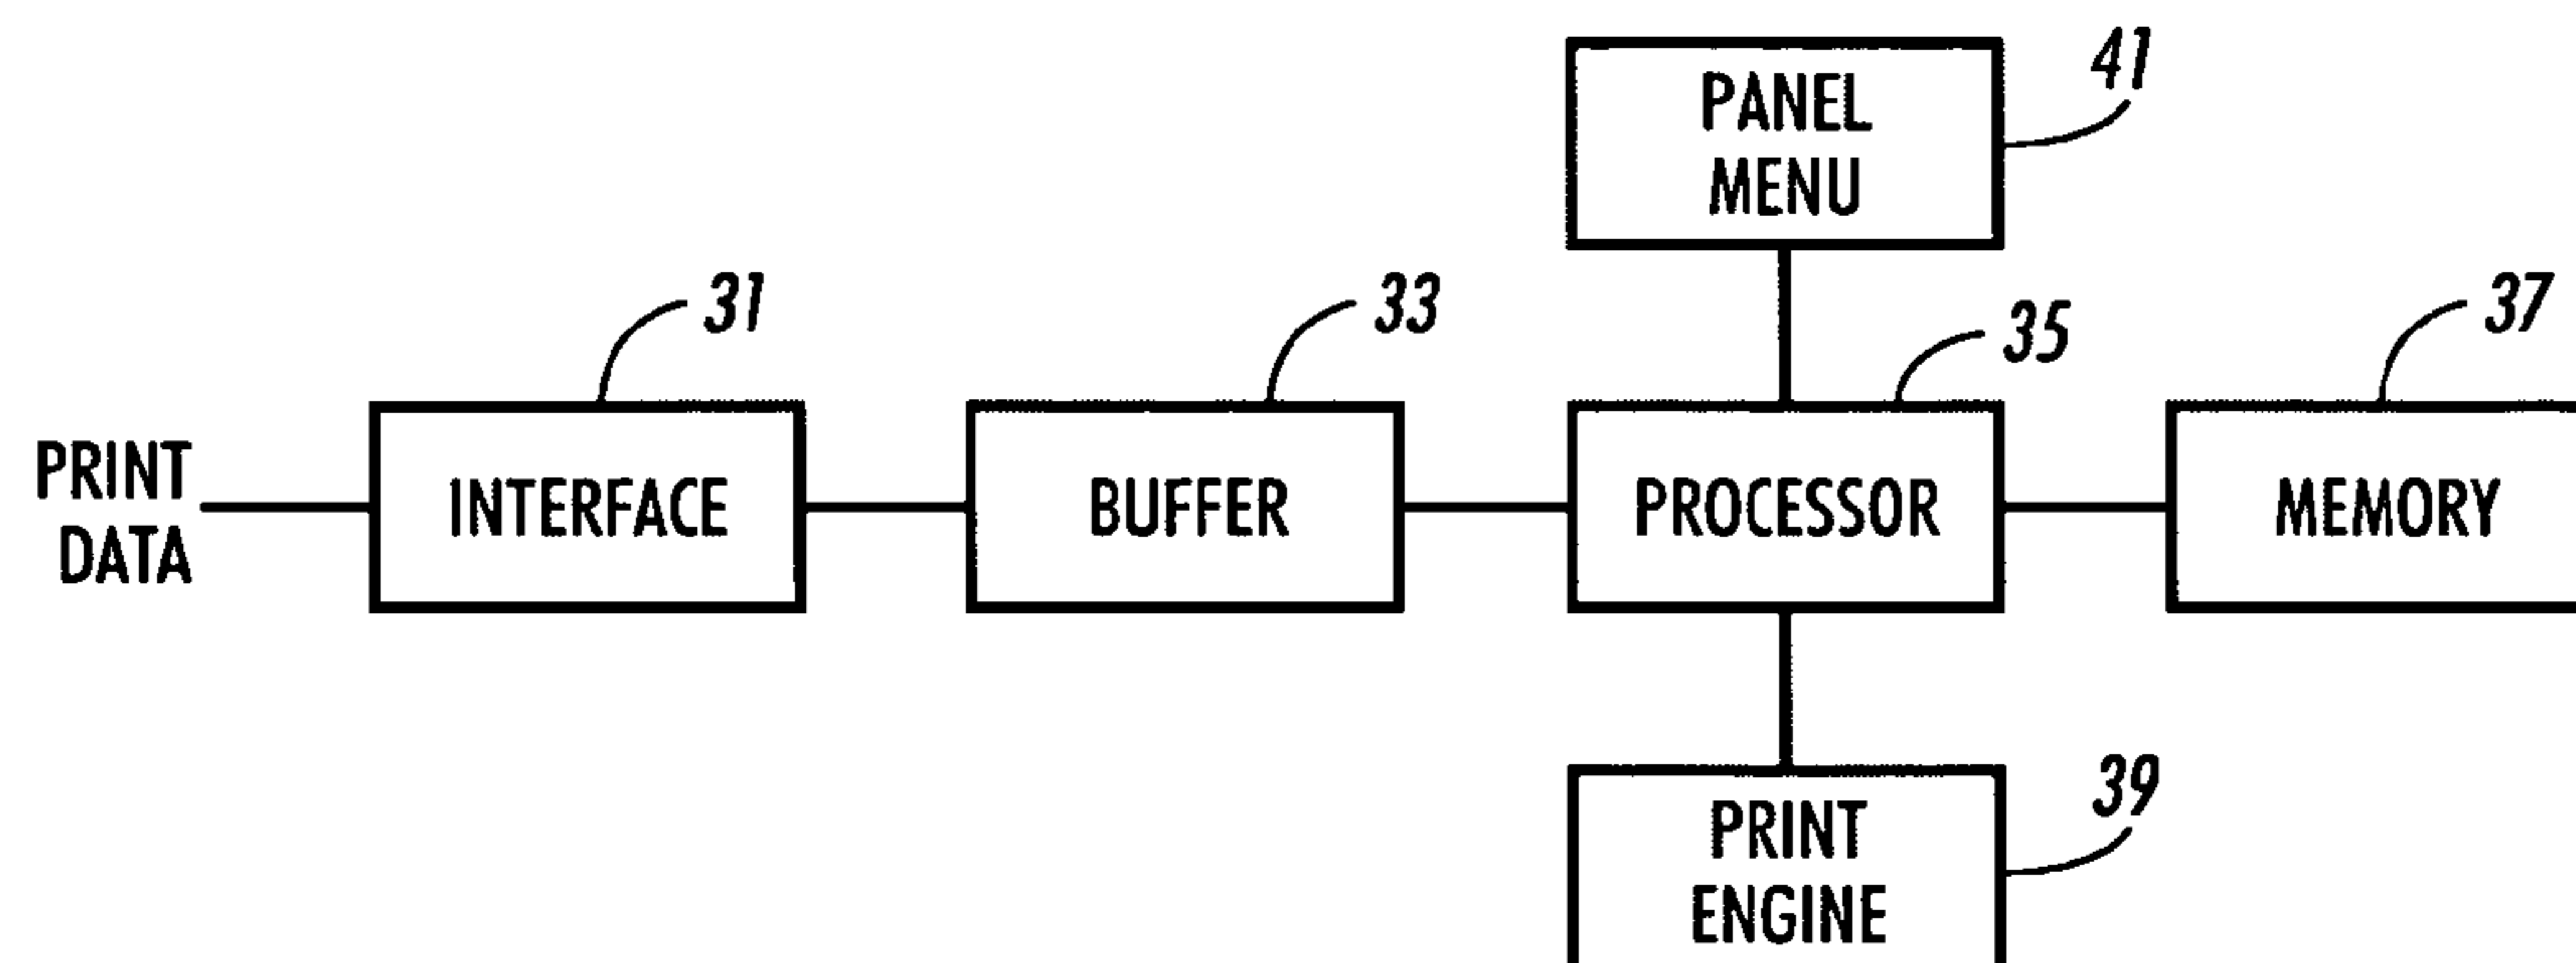 41
PANEL
MENU
31
33
35
37
PRINT
DATA
INTERFACE
BUFFER
PROCESSOR
MEMORY
39
PRINT
ENGINE